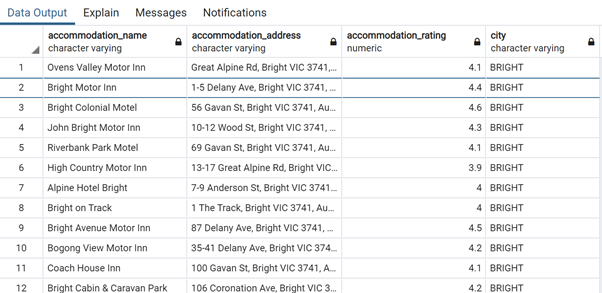 Data Output Explain Messages Notifications
accommodation_name accommodation_address accommodation_rating city
character varying character varying numeric character varying
1 Ovens Valley Motor Inn Great Alpine Rd, Bright VIC 3741,... 4.1 BRIGHT
2 Bright Motor Inn 1-5 Delany Ave, Bright VIC 3741, ... 4.4 BRIGHT
3 Bright Colonial Motel 56 Gavan St, Bright VIC 3741, Au... 4.6 BRIGHT
4 John Bright Motor Inn 10-12 Wood St, Bright VIC 3741, ... 4.3 BRIGHT
5 Riverbank Park Motel 69 Gavan St, Bright VIC 3741, Au... 4.1 BRIGHT
6 High Country Motor Inn 13-17 Great Alpine Rd, Bright VIC... 3.9 BRIGHT
7 Alpine Hotel Bright 7-9 Anderson St, Bright VIC 3741... 4 BRIGHT
8 Bright on Track 1 The Track, Bright VIC 3741, Au... 4 BRIGHT
9 Bright Avenue Motor Inn 87 Delany Ave, Bright VIC 3741, ... 4.5 BRIGHT
10 Bogong View Motor Inn 35-41 Delany Ave, Bright VIC 374... 4.2 BRIGHT
11 Coach House Inn 100 Gavan St, Bright VIC 3741, A... 4.1 BRIGHT
12 Bright Cabin & Caravan Park 106 Coronation Ave, Bright VIC 3... 4.2 BRIGHT